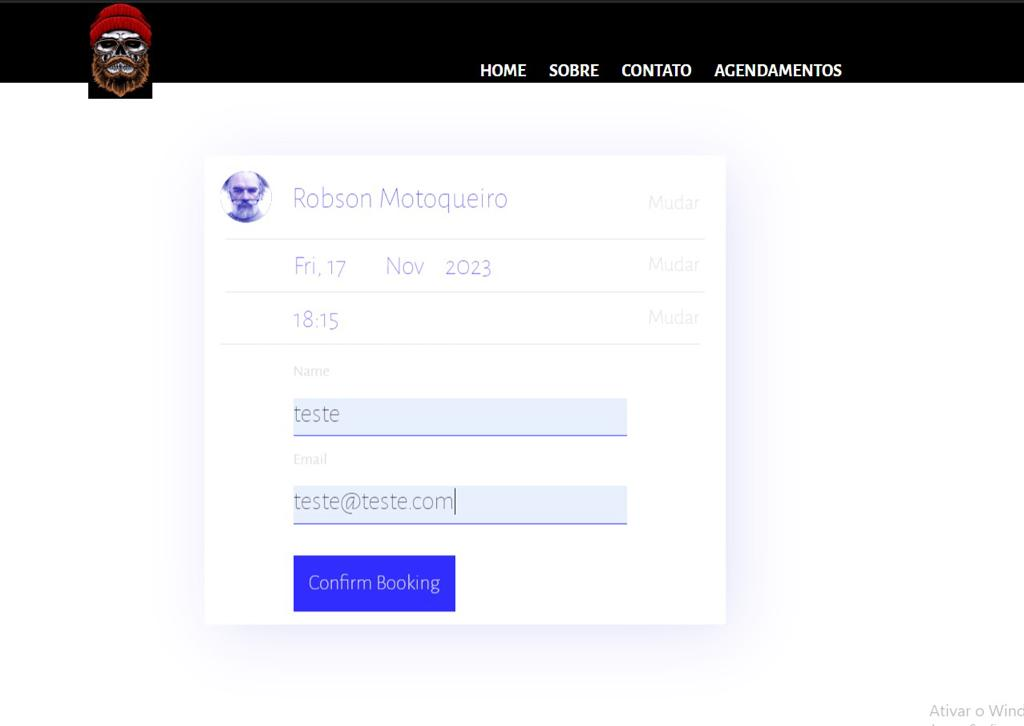 HOME SOBRE CONTATO AGENDAMENTOS
Robson Motoqueiro Mudar
Fri, 17 Nov 2023 Mudar
18:15 Mudar
Name
teste
Email
teste@teste.com
Confirm Booking
Ativar o Wind